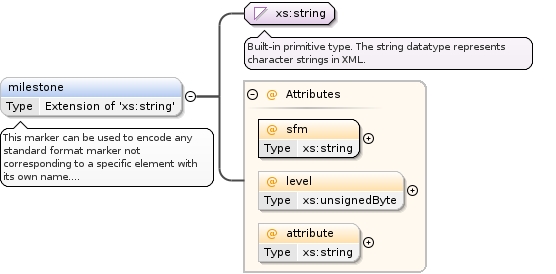 xs:string
Built-in primitive type. The string datatype represents
character strings in XML.
milestone
Type Extension of 'xs:string'
This marker can be used to encode any
standard format marker not
corresponding to a specific element with
its own name....
@ Attributes
@ sfm
Type xs:string
@ level
Type xs:unsignedByte
@ attribute
Type xs:string